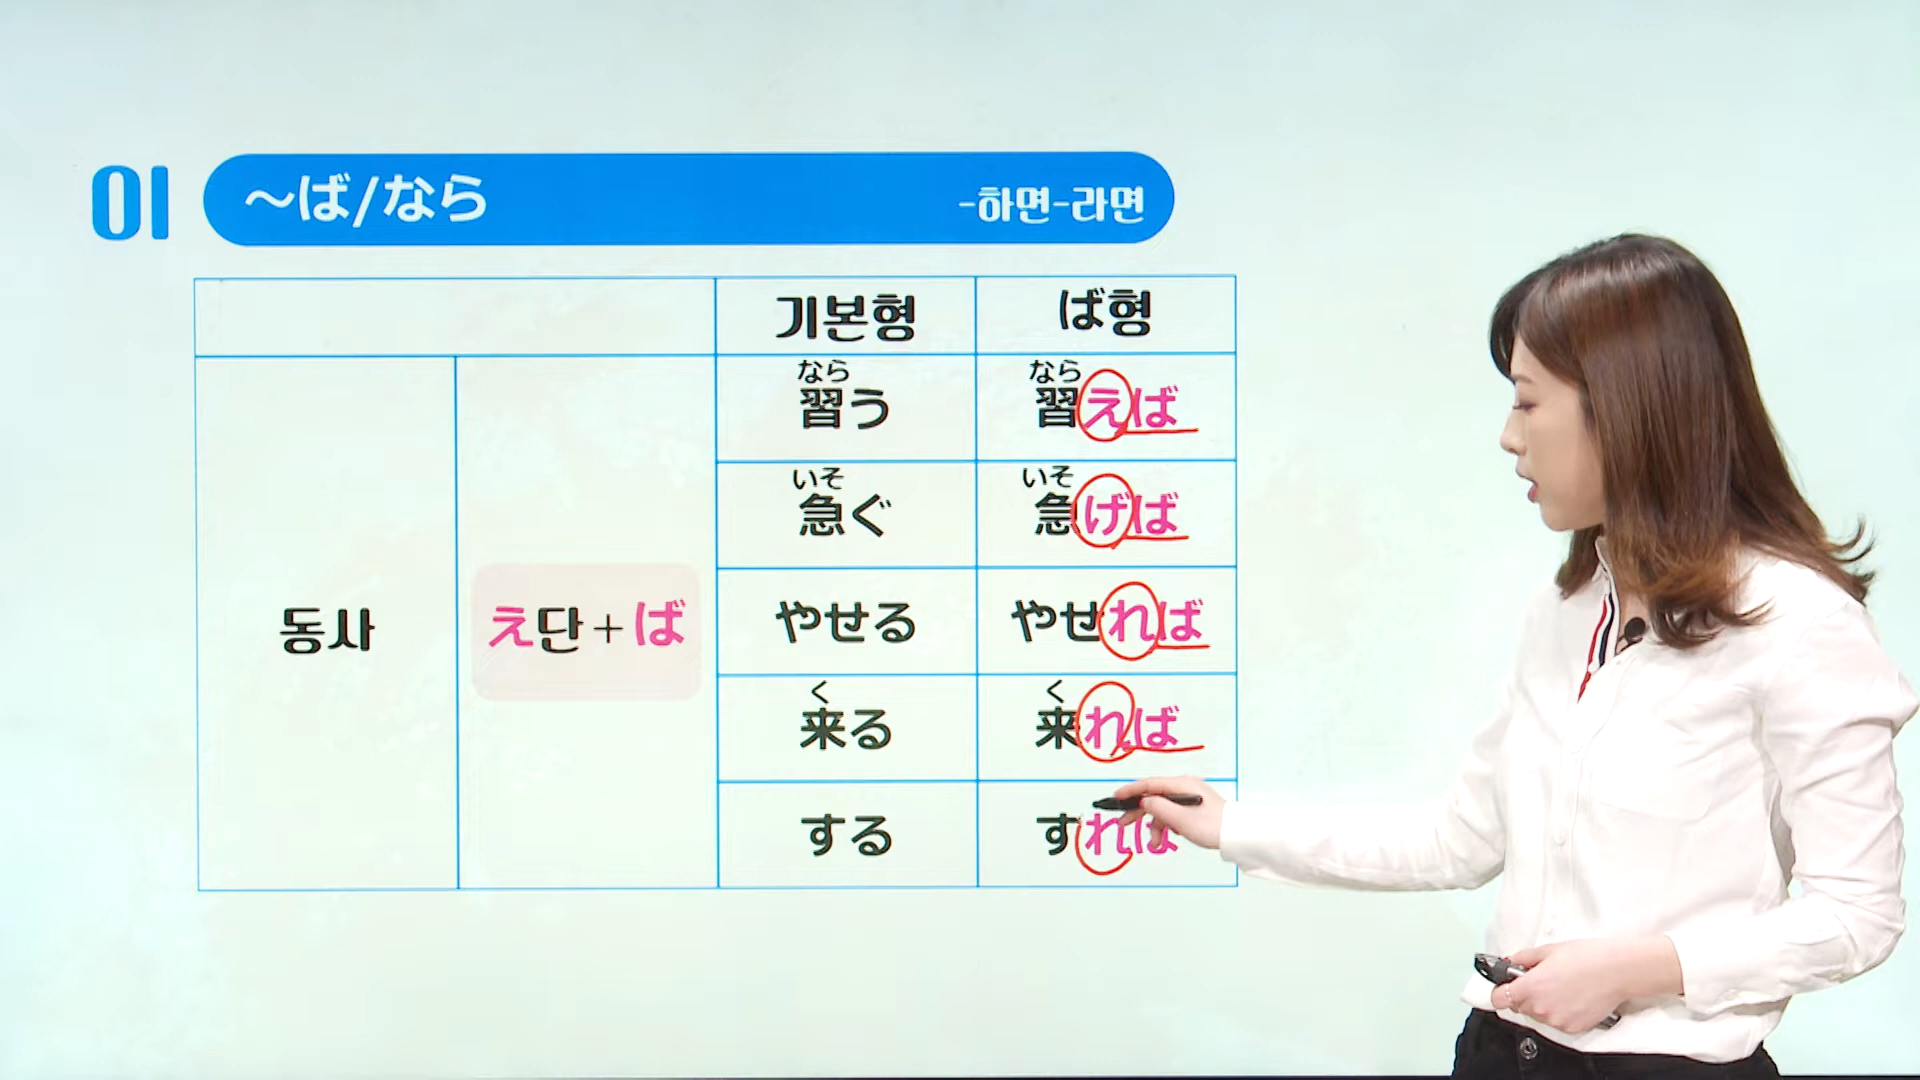 01 ～ば/なら -하면-라면
기본형 ば형
なら なら
習う 習えば
いそ いそ
急ぐ 急げば
동사 え단+ば やせる やせれば
く く
来る 来れば
する すれば